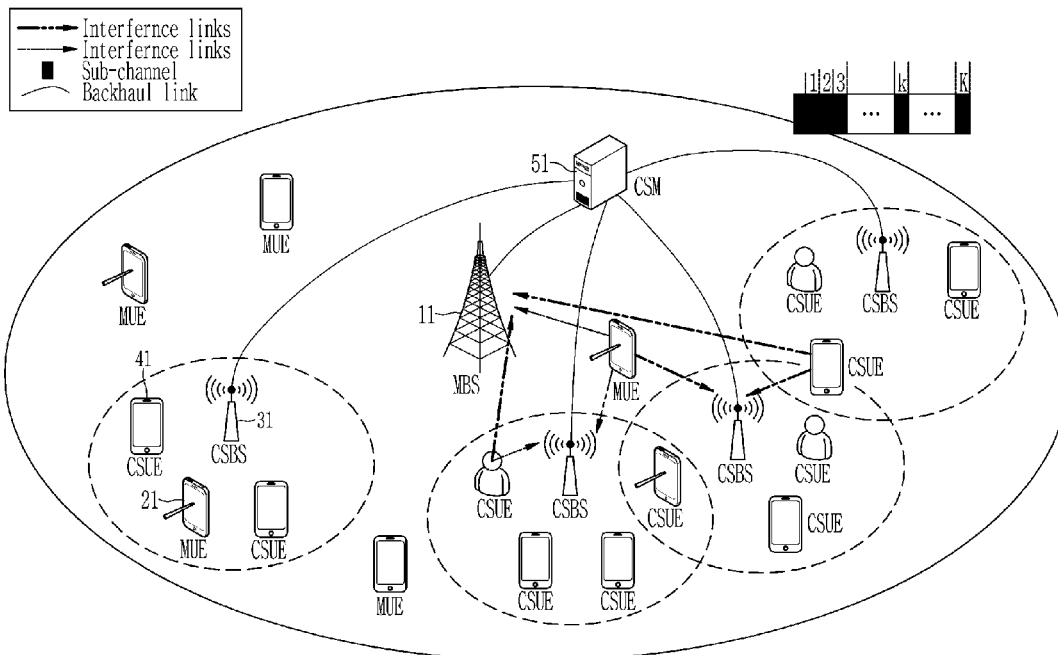 Interfernce links
Interfernce links
Sub-channel
Backhaul link
1 2 3 ... k ... K
51
CSM
MUE
MUE
11
MBS
CSUE
CSBS
CSUE
MUE
CSUE
41
31
CSUE
CSBS
21
MUE
CSUE
CSUE
CSBS
CSUE
CSBS
CSUE
CSUE
MUE
CSUE
CSUE